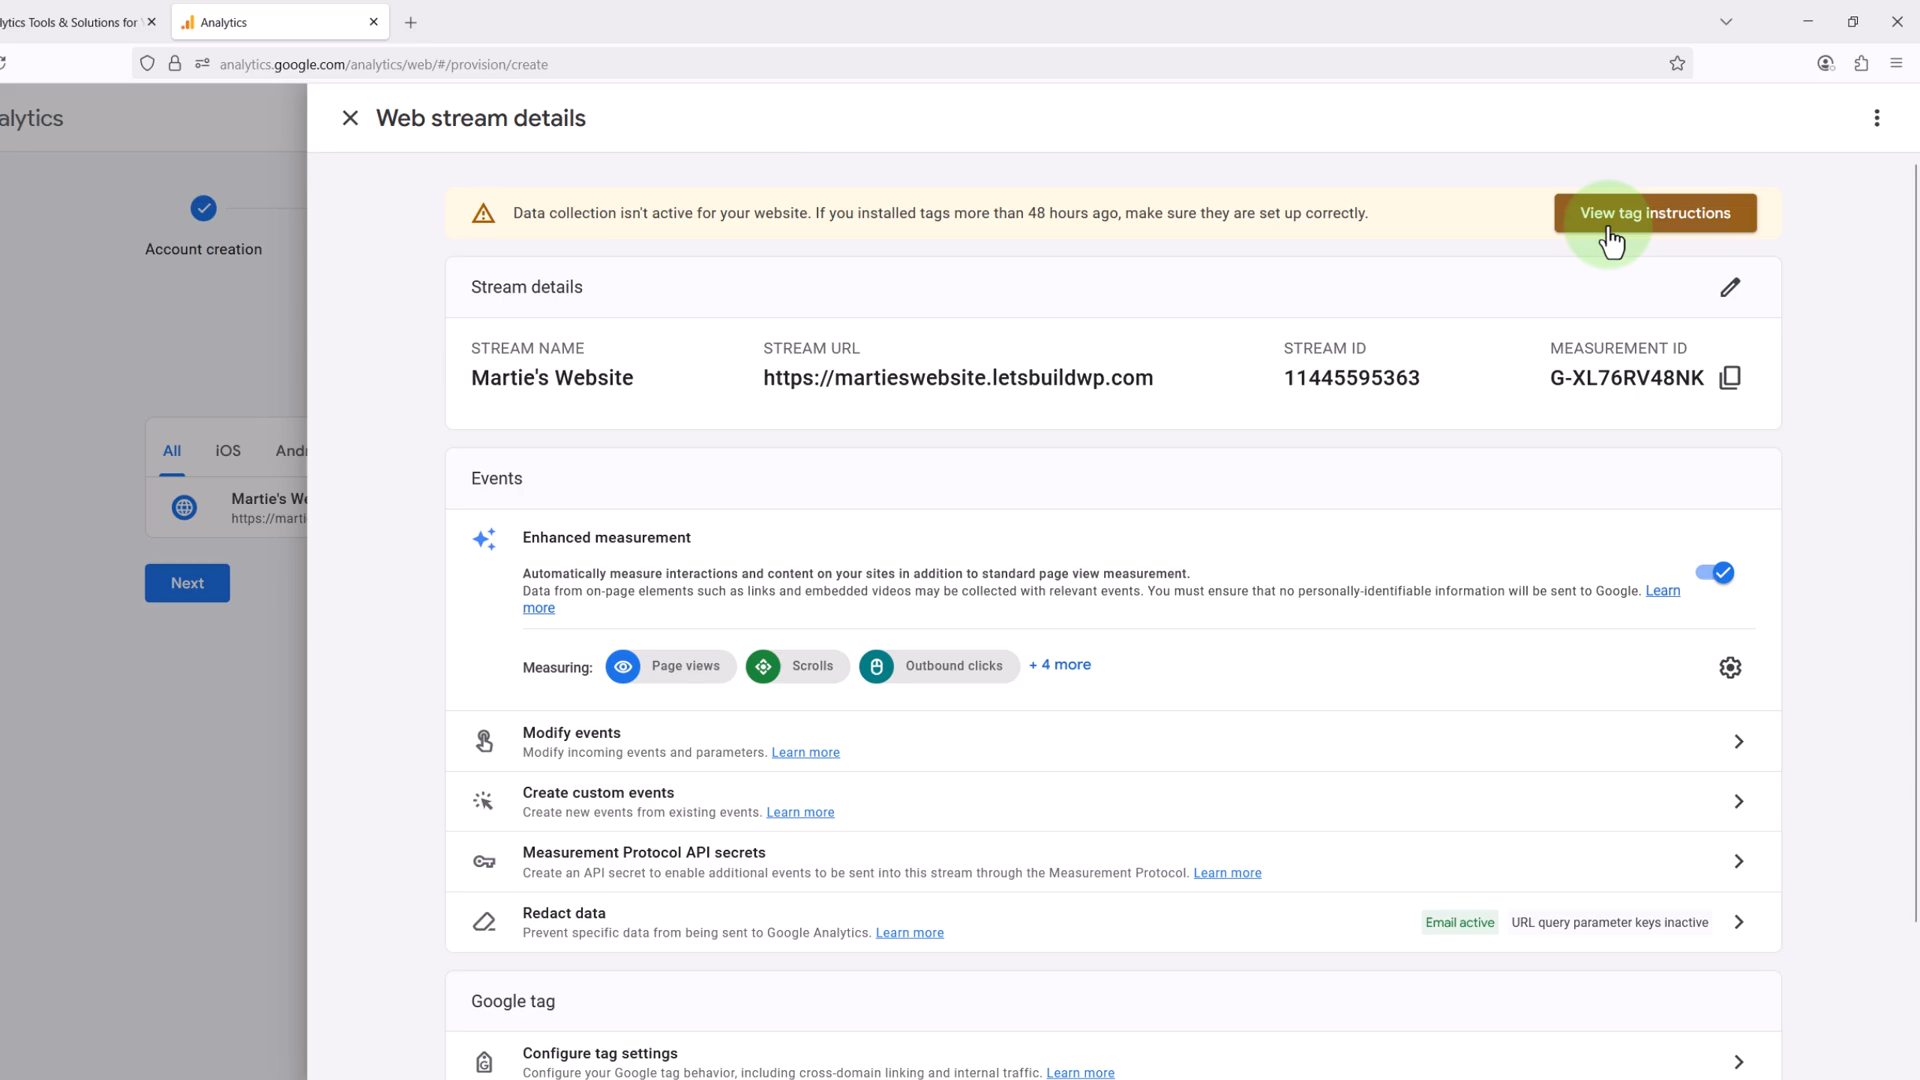 lytics Tools & Solutions for
Analytics
analytics.google.com/analytics/web/#/provision/create
alytics
Web stream details
Data collection isn't active for your website. If you installed tags more than 48 hours ago, make sure they are set up correctly.
View tag instructions
Account creation
Stream details
STREAM NAME
STREAM URL
STREAM ID
MEASUREMENT ID
Martie's Website
https://martieswebsite.letsbuildwp.com
11445595363
G-XL76RV48NK
All
iOS
Andr
Martie's We
https://marti
Next
Events
Enhanced measurement
Automatically measure interactions and content on your sites in addition to standard page view measurement.
Data from on-page elements such as links and embedded videos may be collected with relevant events. You must ensure that no personally-identifiable information will be sent to Google. Learn
more
Measuring:
Page views
Scrolls
Outbound clicks
+ 4 more
Modify events
Modify incoming events and parameters. Learn more
Create custom events
Create new events from existing events. Learn more
Measurement Protocol API secrets
Create an API secret to enable additional events to be sent into this stream through the Measurement Protocol. Learn more
Redact data
Prevent specific data from being sent to Google Analytics. Learn more
Email active
URL query parameter keys inactive
Google tag
Configure tag settings
Configure your Google tag behavior, including cross-domain linking and internal traffic. Learn more